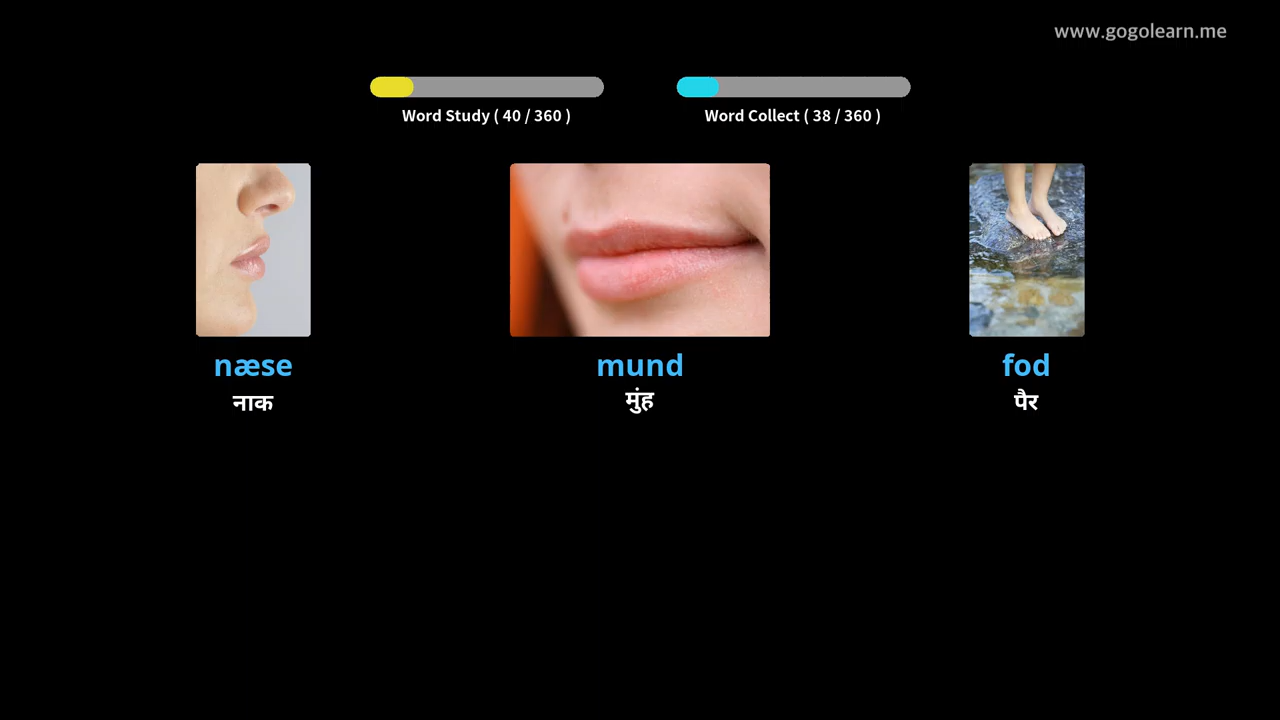 www.gogolearn.me
Word Study ( 40 / 360 )
Word Collect ( 38 / 360 )
næse
mund
fod
नाक
मुंह
पैर